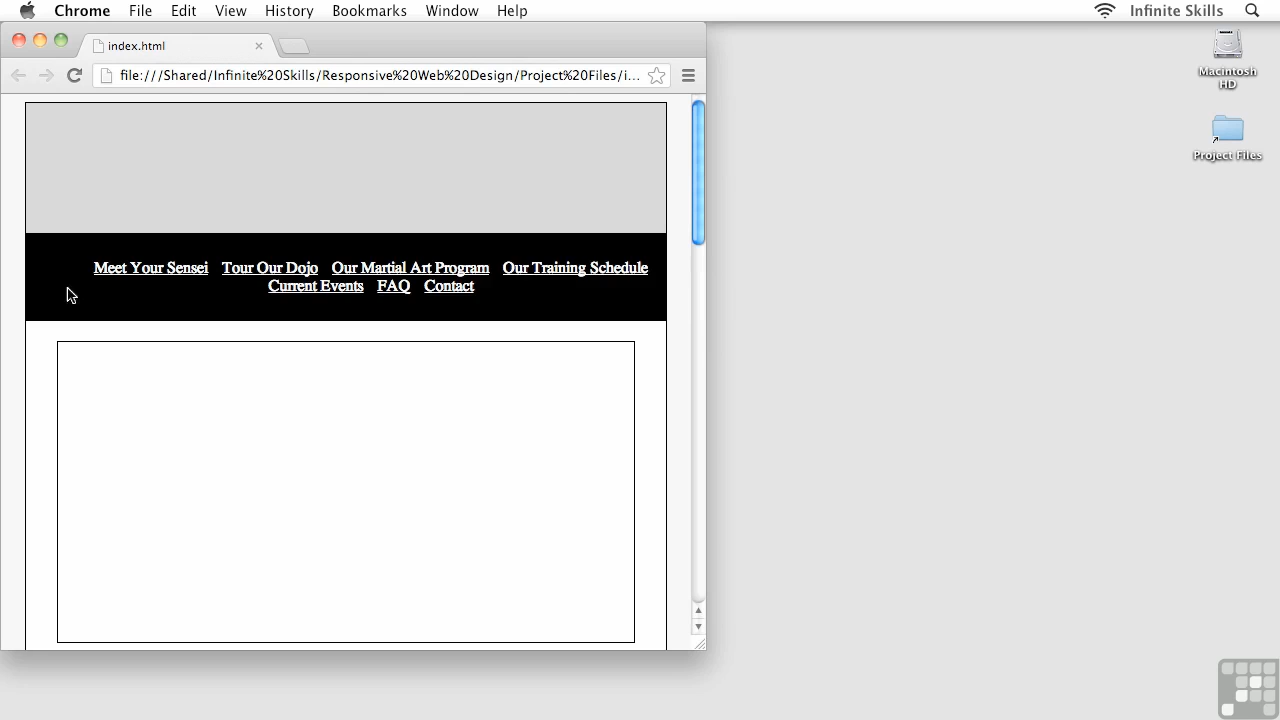 Chrome File Edit View History Bookmarks Window Help Infinite Skills
index.html
file:///Shared/Infinite%20Skills/Responsive%20Web%20Design/Project%20Files/i...
Macintosh
HD
Project Files
Meet Your Sensei Tour Our Dojo Our Martial Art Program Our Training Schedule
Current Events FAQ Contact